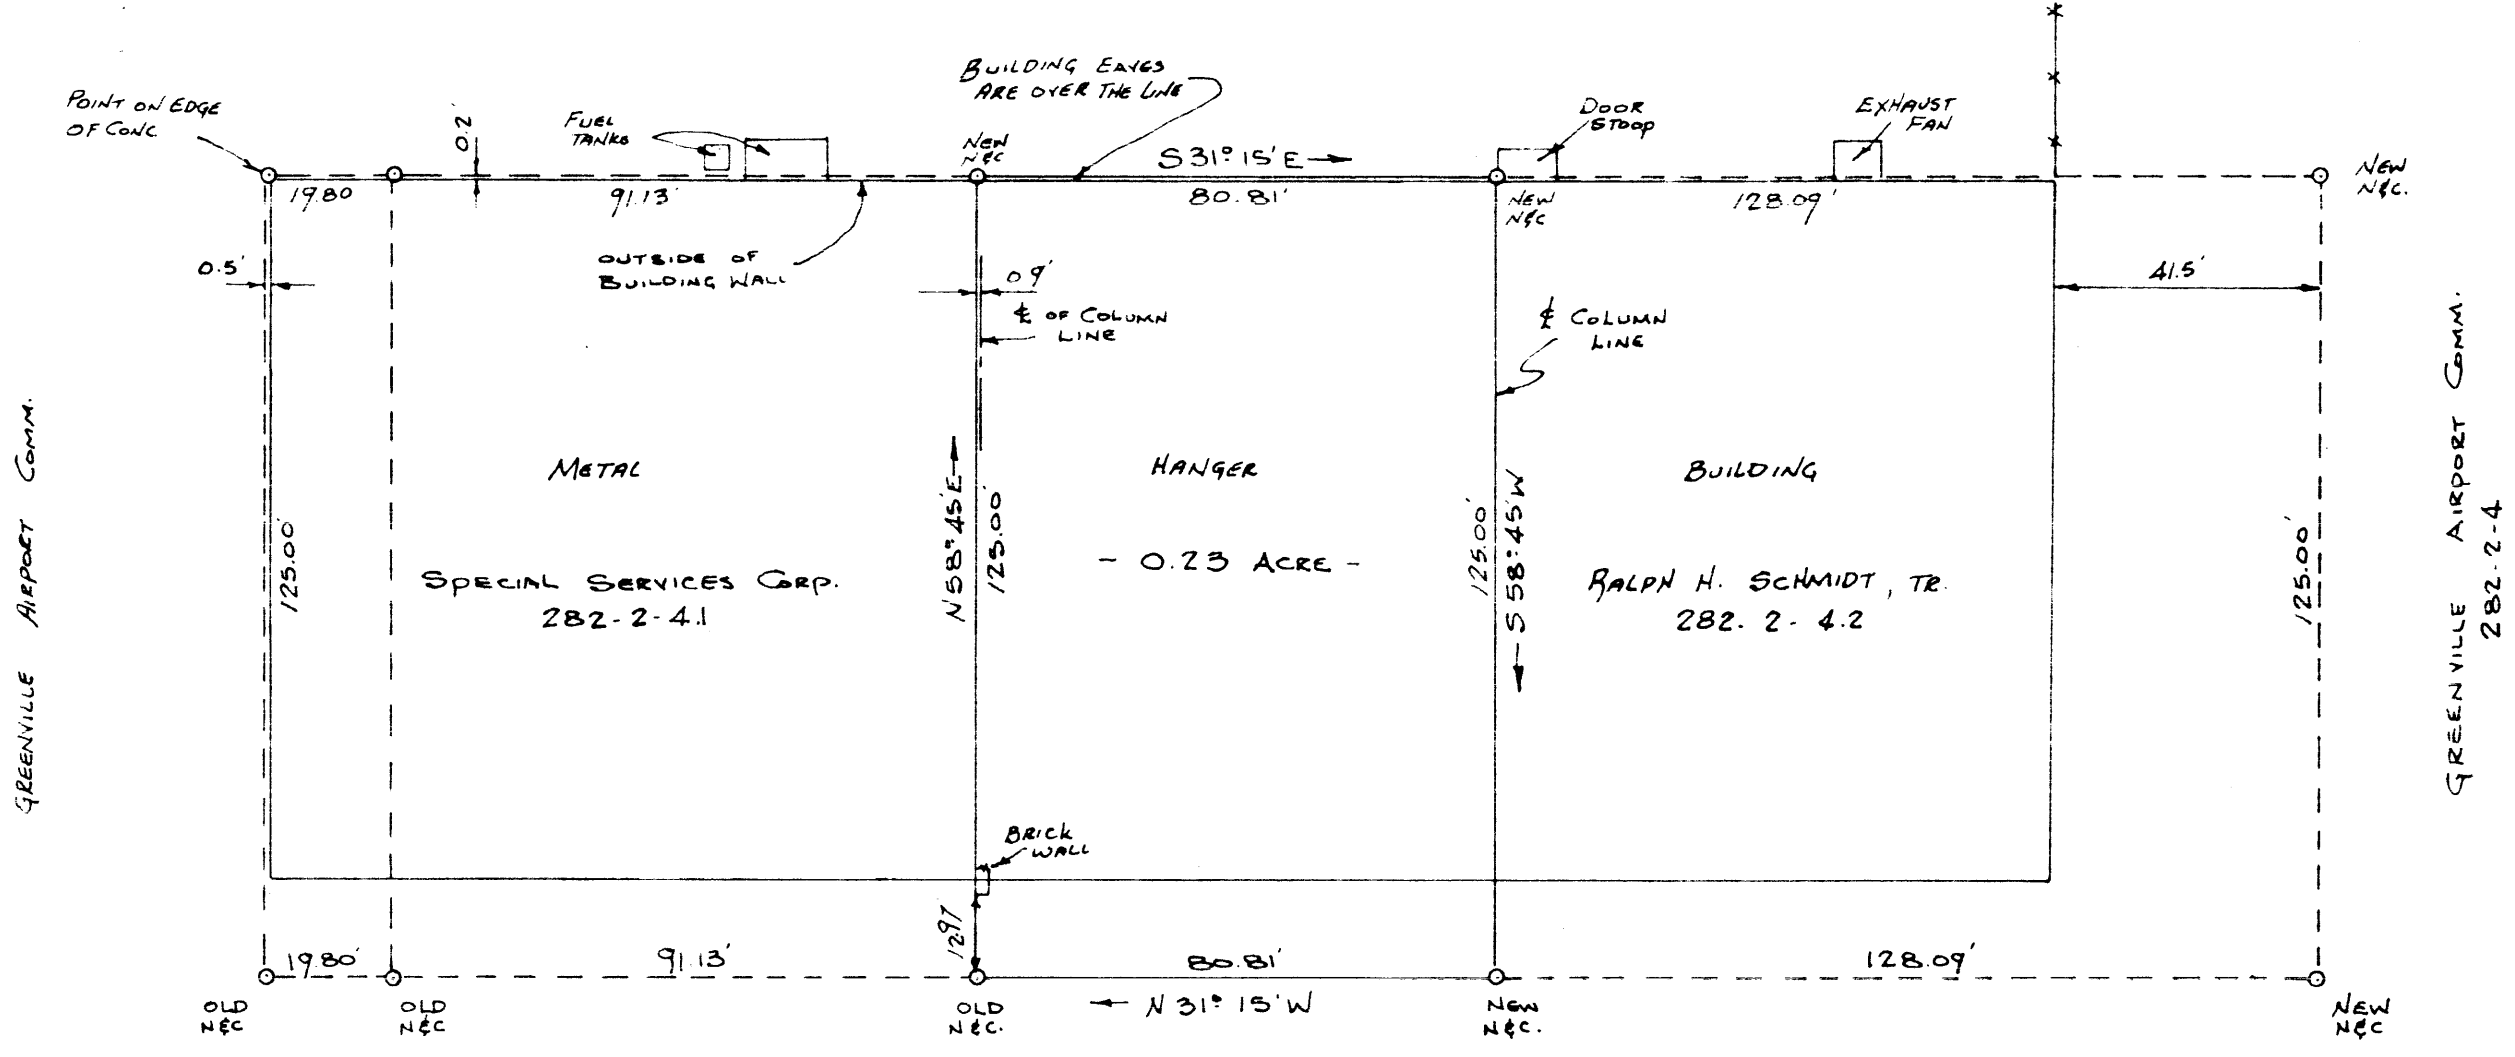 BUILDING EAVES
ARE OVER THE LINE
POINT ON EDGE
OF CONC
0.2
FUEL
TANKS
NEW
N&C
S 31° 15' E
DOOR
STOOP
EXHAUST
FAN
NEW
N&C.
19.80
91.13'
80.81'
NEW
N&C
128.09'
0.5'
OUTSIDE OF
BUILDING WALL
0.9'
℄ OF COLUMN
LINE
℄ COLUMN
LINE
41.5'
METAL
HANGER
BUILDING
GREENVILLE AIRPORT COMM.
125.00'
SPECIAL SERVICES CORP.
282-2-4.1
N 58° 45' E
125.00'
- 0.23 ACRE -
125.00'
S 58° 45' W
RALPH H. SCHMIDT, TR.
282-2-4.2
125.00'
GREENVILLE AIRPORT COMM.
282-2-4
BRICK
WALL
12.97
19.80'
91.13'
80.81'
128.09'
OLD
N&C
OLD
N&C
OLD
N&C.
N 31° 15' W
NEW
N&C.
NEW
N&C